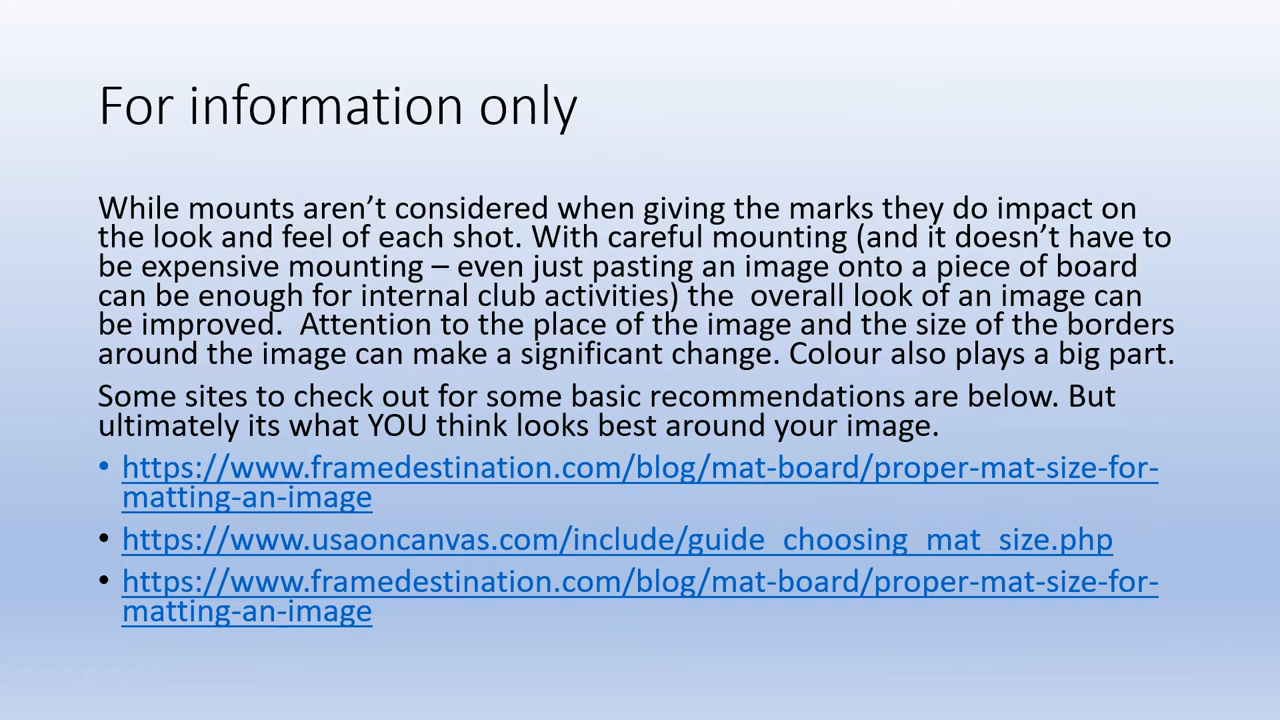 For information only
While mounts aren’t considered when giving the marks they do impact on
the look and feel of each shot. With careful mounting (and it doesn’t have to
be expensive mounting – even just pasting an image onto a piece of board
can be enough for internal club activities) the  overall look of an image can
be improved.  Attention to the place of the image and the size of the borders
around the image can make a significant change. Colour also plays a big part.
Some sites to check out for some basic recommendations are below. But
ultimately its what YOU think looks best around your image.
• https://www.framedestination.com/blog/mat-board/proper-mat-size-for-
matting-an-image
• https://www.usaoncanvas.com/include/guide_choosing_mat_size.php
• https://www.framedestination.com/blog/mat-board/proper-mat-size-for-
matting-an-image